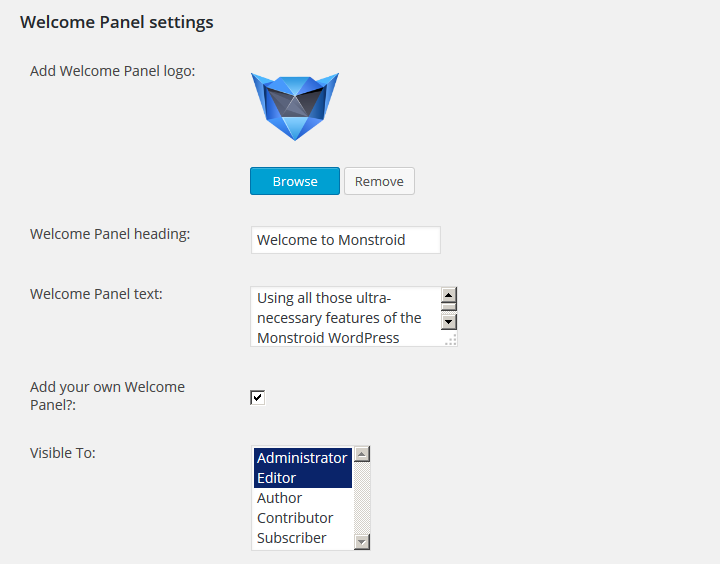 Welcome Panel settings
Add Welcome Panel logo:
Browse
Remove
Welcome Panel heading:
Welcome to Monstroid
Welcome Panel text:
Using all those ultra-
necessary features of the
Monstroid WordPress
Add your own Welcome
Panel?:
Visible To:
Administrator
Editor
Author
Contributor
Subscriber